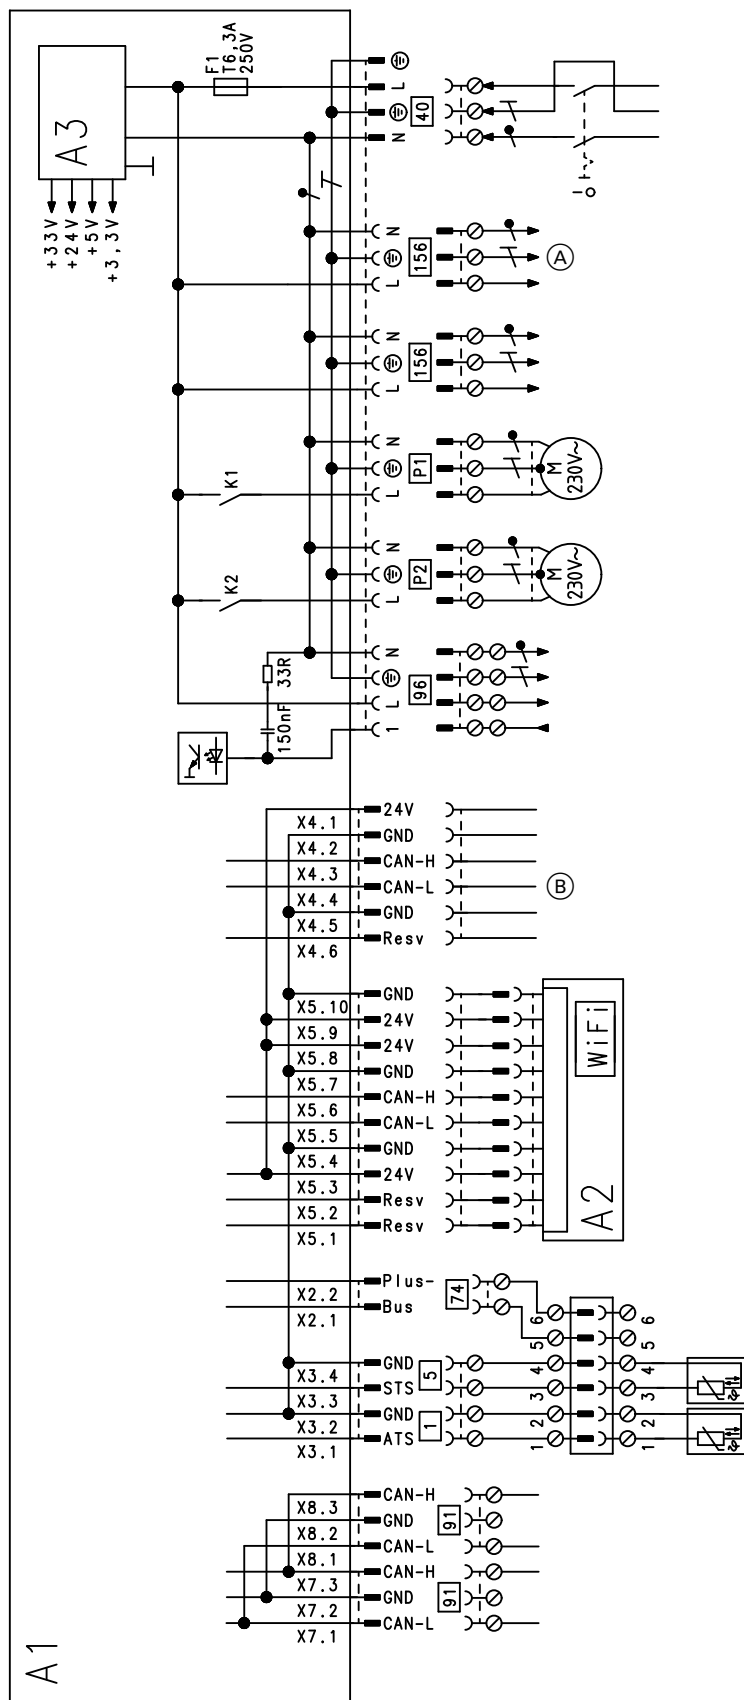 A3
+33V
+24V
+5V
+3,3V
F1
T6,3A
250V
L
40
N
N
156
L
A
N
156
L
K1
N
P1
L
M
230V~
K2
N
P2
L
M
230V~
33R
150nF
N
96
L
1
X4.1
24V
X4.2
GND
X4.3
CAN-H
X4.4
CAN-L
X4.5
GND
X4.6
Resv
B
X5.10
GND
X5.9
24V
X5.8
24V
X5.7
GND
X5.6
CAN-H
X5.5
CAN-L
X5.4
GND
X5.3
24V
X5.2
Resv
X5.1
Resv
WiFi
A2
X2.2
Plus-
X2.1
Bus
74
X3.4
GND
X3.3
STS
5
X3.2
GND
X3.1
ATS
1
6 6
5 5
4 4
3 3
2 2
1 1
X8.3
CAN-H
X8.2
GND
X8.1
CAN-L
91
X7.3
CAN-H
X7.2
GND
X7.1
CAN-L
91
A1